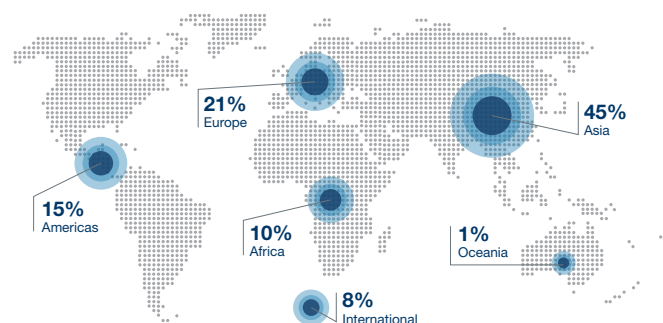 21%
Europe
45%
Asia
15%
Americas
10%
Africa
1%
Oceania
8%
International